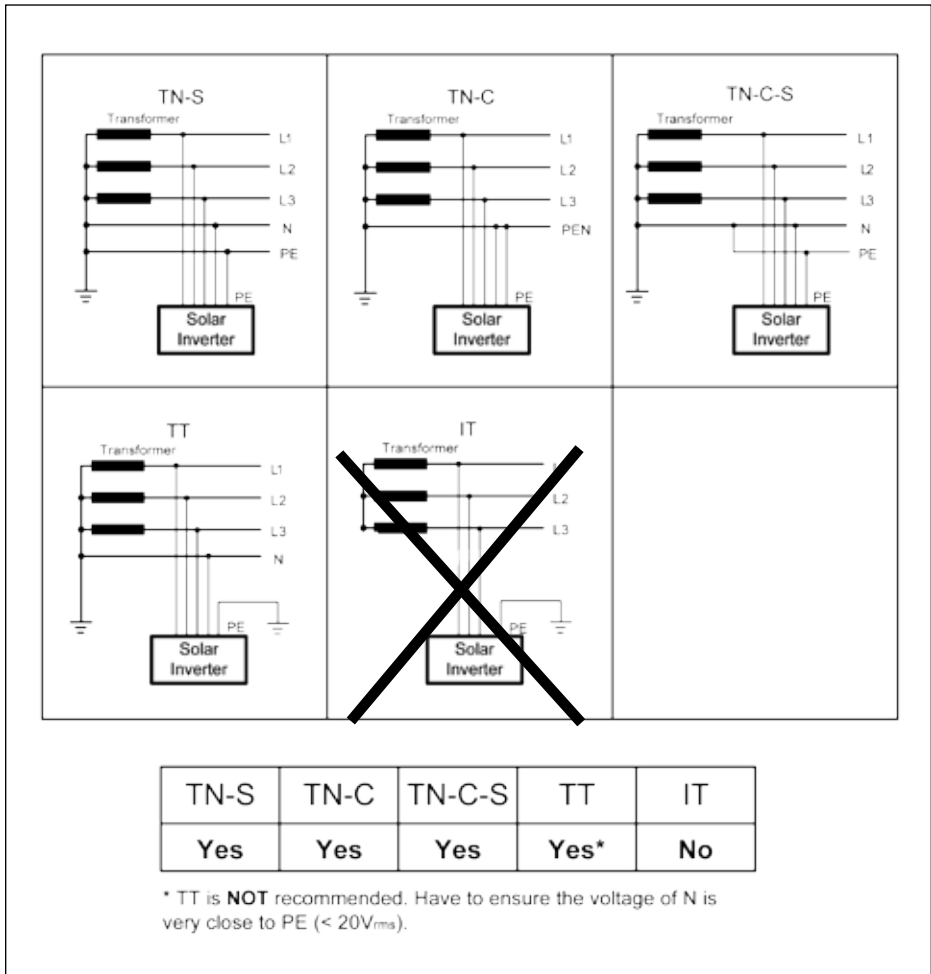 TN-S
Transformer
L1
L2
L3
N
PE
PE
Solar
Inverter
TN-C
Transformer
L1
L2
L3
PEN
PE
Solar
Inverter
TN-C-S
Transformer
L1
L2
L3
N
PE
PE
Solar
Inverter
TT
Transformer
L1
L2
L3
N
PE
Solar
Inverter
IT
Transformer
L2
L3
PE
Solar
Inverter
TN-S TN-C TN-C-S TT IT
Yes Yes Yes Yes* No
* TT is NOT recommended. Have to ensure the voltage of N is
very close to PE (< 20Vrms).